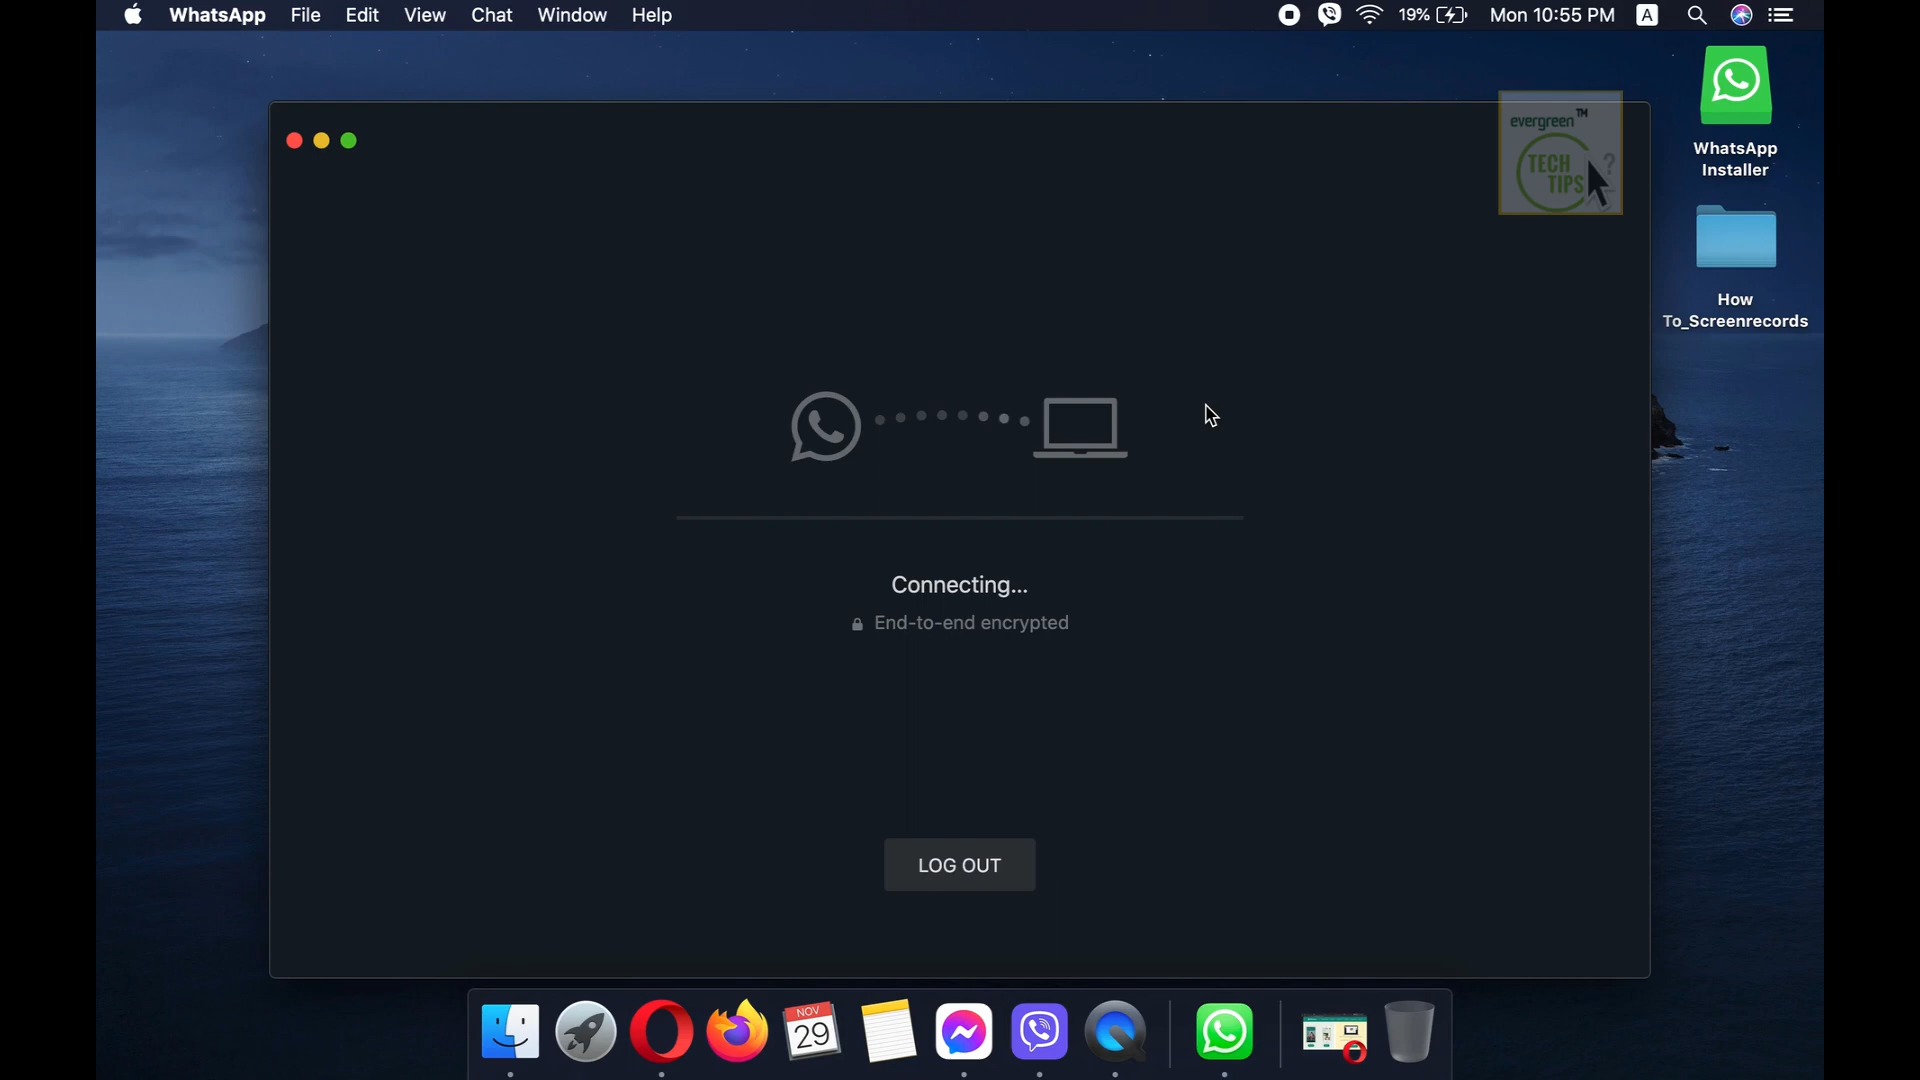 WhatsApp File Edit View Chat Window Help 19% Mon 10:55 PM A
WhatsApp
Installer
How
To_Screenrecords
evergreen™
TECH
TIPS
?
Connecting...
End-to-end encrypted
LOG OUT
NOV
29